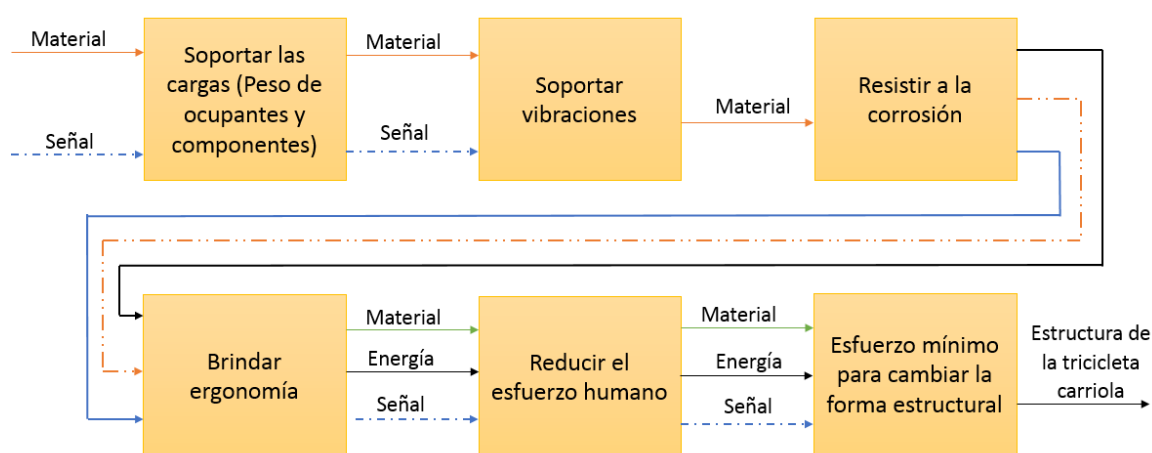 Material
Soportar las
cargas (Peso de
ocupantes y
componentes)
Señal
Material
Señal
Soportar
vibraciones
Material
Resistir a la
corrosión
Brindar
ergonomía
Material
Energía
Señal
Reducir el
esfuerzo humano
Material
Energía
Señal
Esfuerzo mínimo
para cambiar la
forma estructural
Estructura de
la tricicleta
carriola